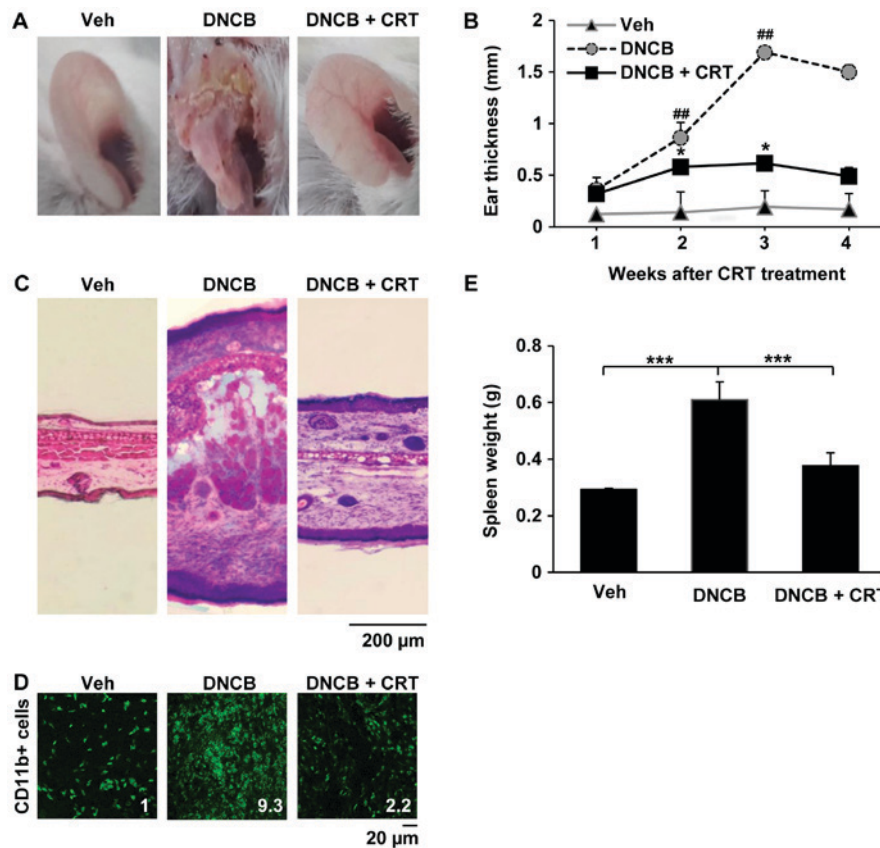 A
Veh
DNCB
DNCB + CRT
B
Veh
DNCB
DNCB + CRT
Ear thickness (mm)
2
1.5
1
0.5
0
##
##
*
*
1
2
3
4
Weeks after CRT treatment
C
Veh
DNCB
DNCB + CRT
200 µm
D
Veh
DNCB
DNCB + CRT
CD11b+ cells
1
9.3
2.2
20 µm
E
Spleen weight (g)
0.8
0.6
0.4
0.2
0
***
***
Veh
DNCB
DNCB + CRT